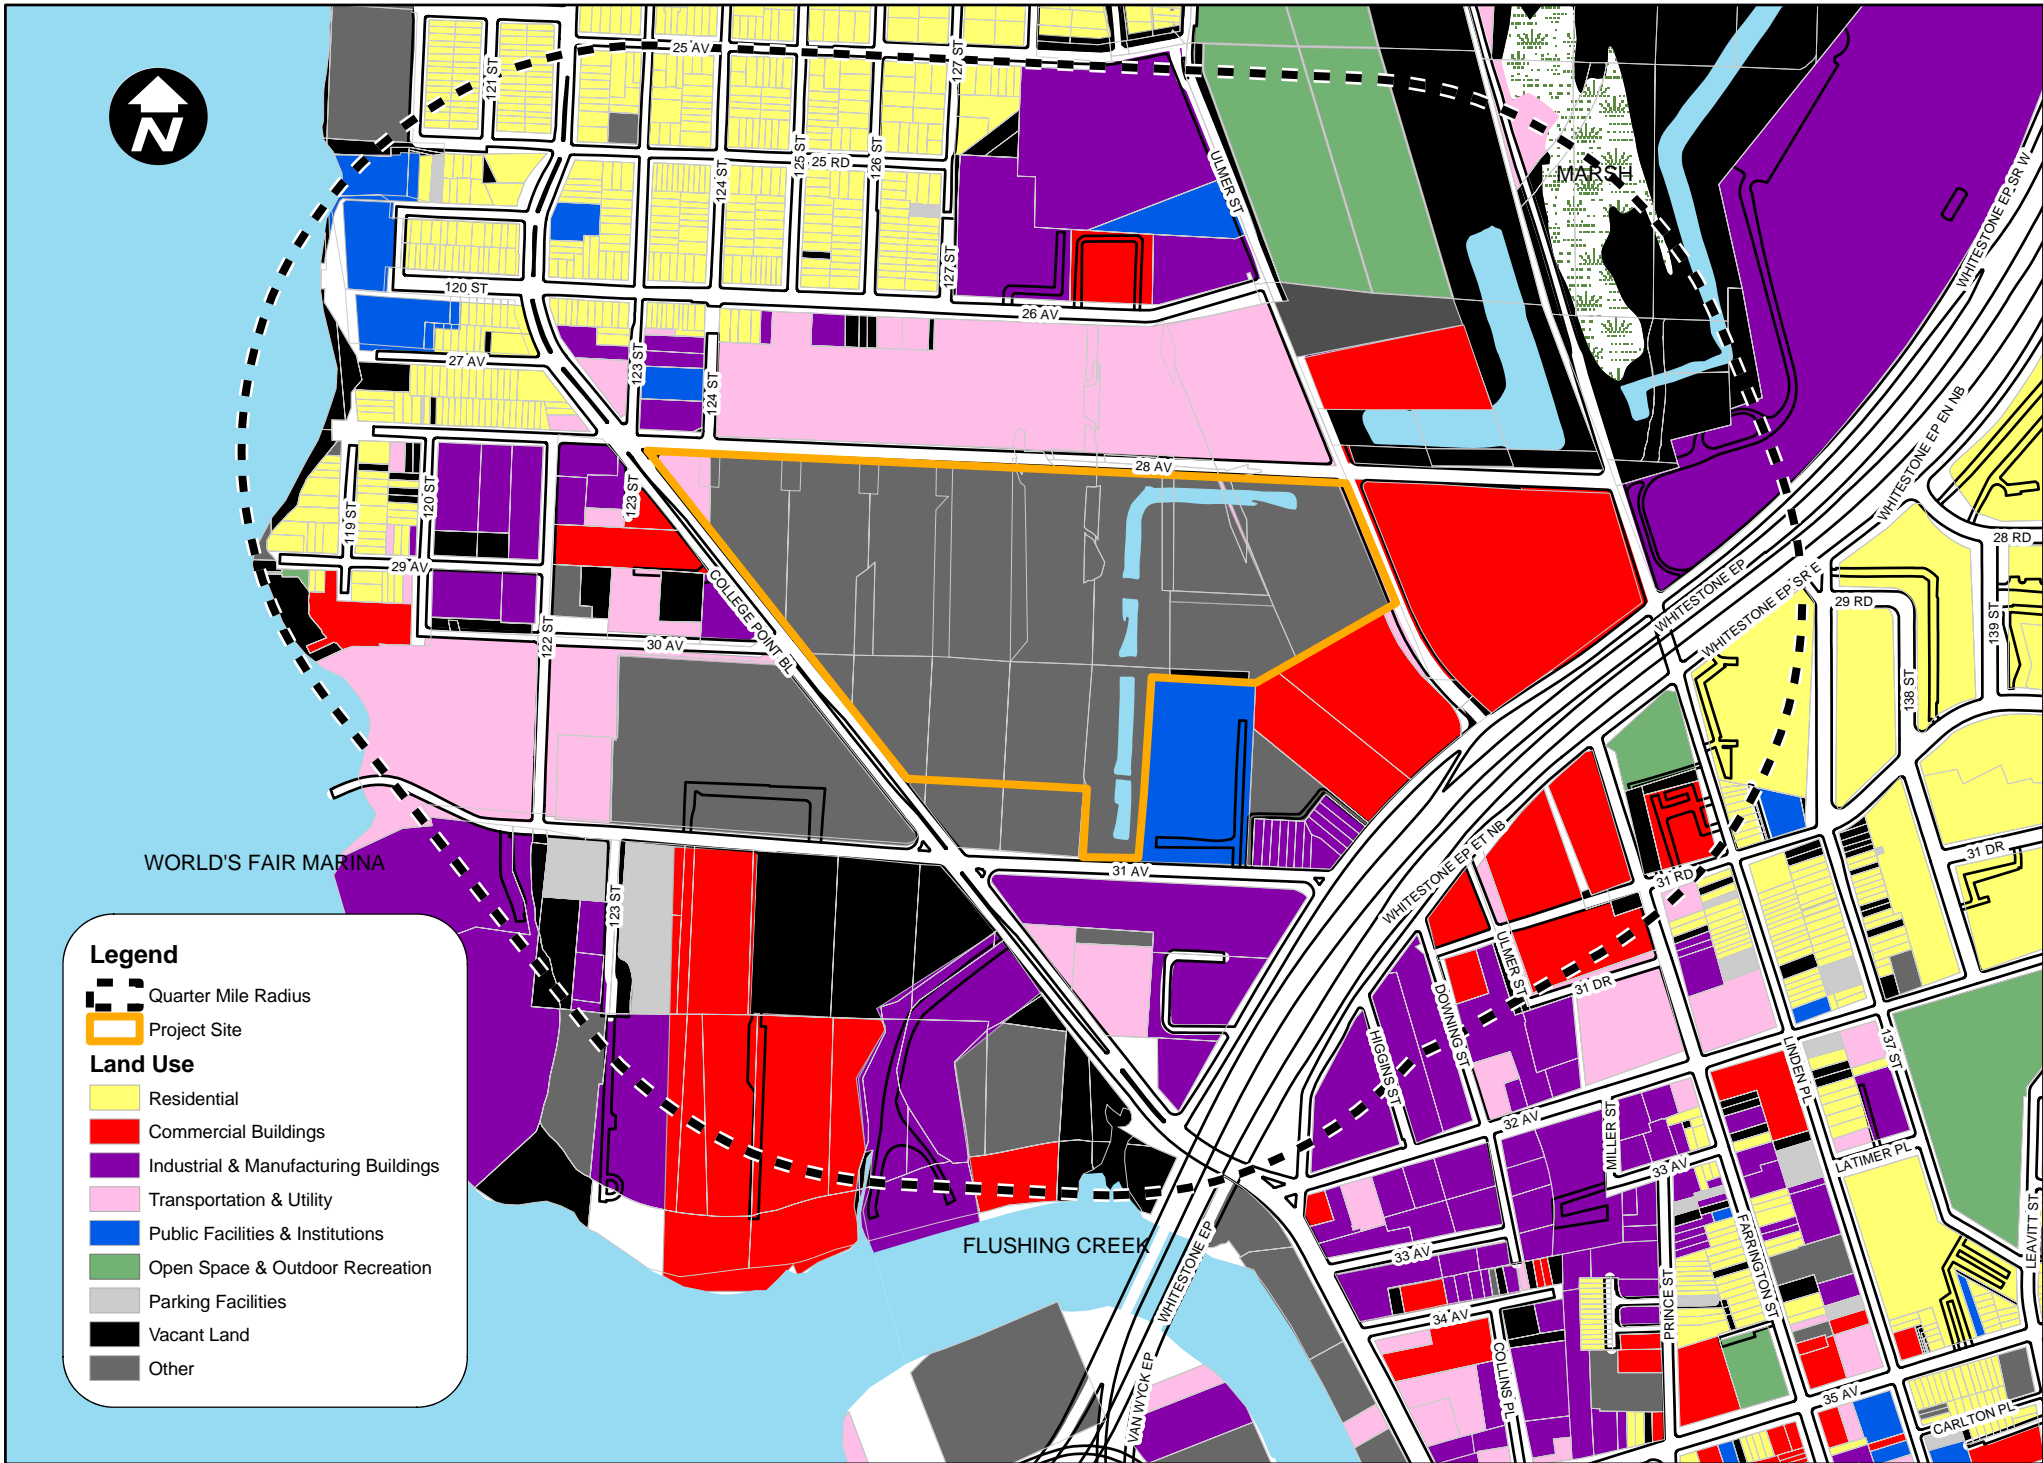 N
25 AV
121 ST
127 ST
124 ST
125 ST
25 RD
126 ST
ULMER ST
MARSH
WHITESTONE EP SR W
127 ST
120 ST
26 AV
27 AV
123 ST
124 ST
WHITESTONE EP EN NB
28 AV
119 ST
120 ST
123 ST
28 RD
29 AV
COLLEGE POINT BL
WHITESTONE EP
WHITESTONE EP SR E
29 RD
139 ST
122 ST
30 AV
138 ST
WORLD'S FAIR MARINA
WHITESTONE EP ET NB
31 AV
31 RD
31 DR
123 ST
ULMER ST
31 DR
DOWNING ST
HIGGINS ST
137 ST
LINDEN PL
32 AV
MILLER ST
33 AV
LATIMER PL
FLUSHING CREEK
WHITESTONE EP
33 AV
FARRINGTON ST
LEAVITT ST
PRINCE ST
34 AV
COLLINS PL
VAN WYCK EP
35 AV
CARLTON PL
Legend
Quarter Mile Radius
Project Site
Land Use
Residential
Commercial Buildings
Industrial & Manufacturing Buildings
Transportation & Utility
Public Facilities & Institutions
Open Space & Outdoor Recreation
Parking Facilities
Vacant Land
Other